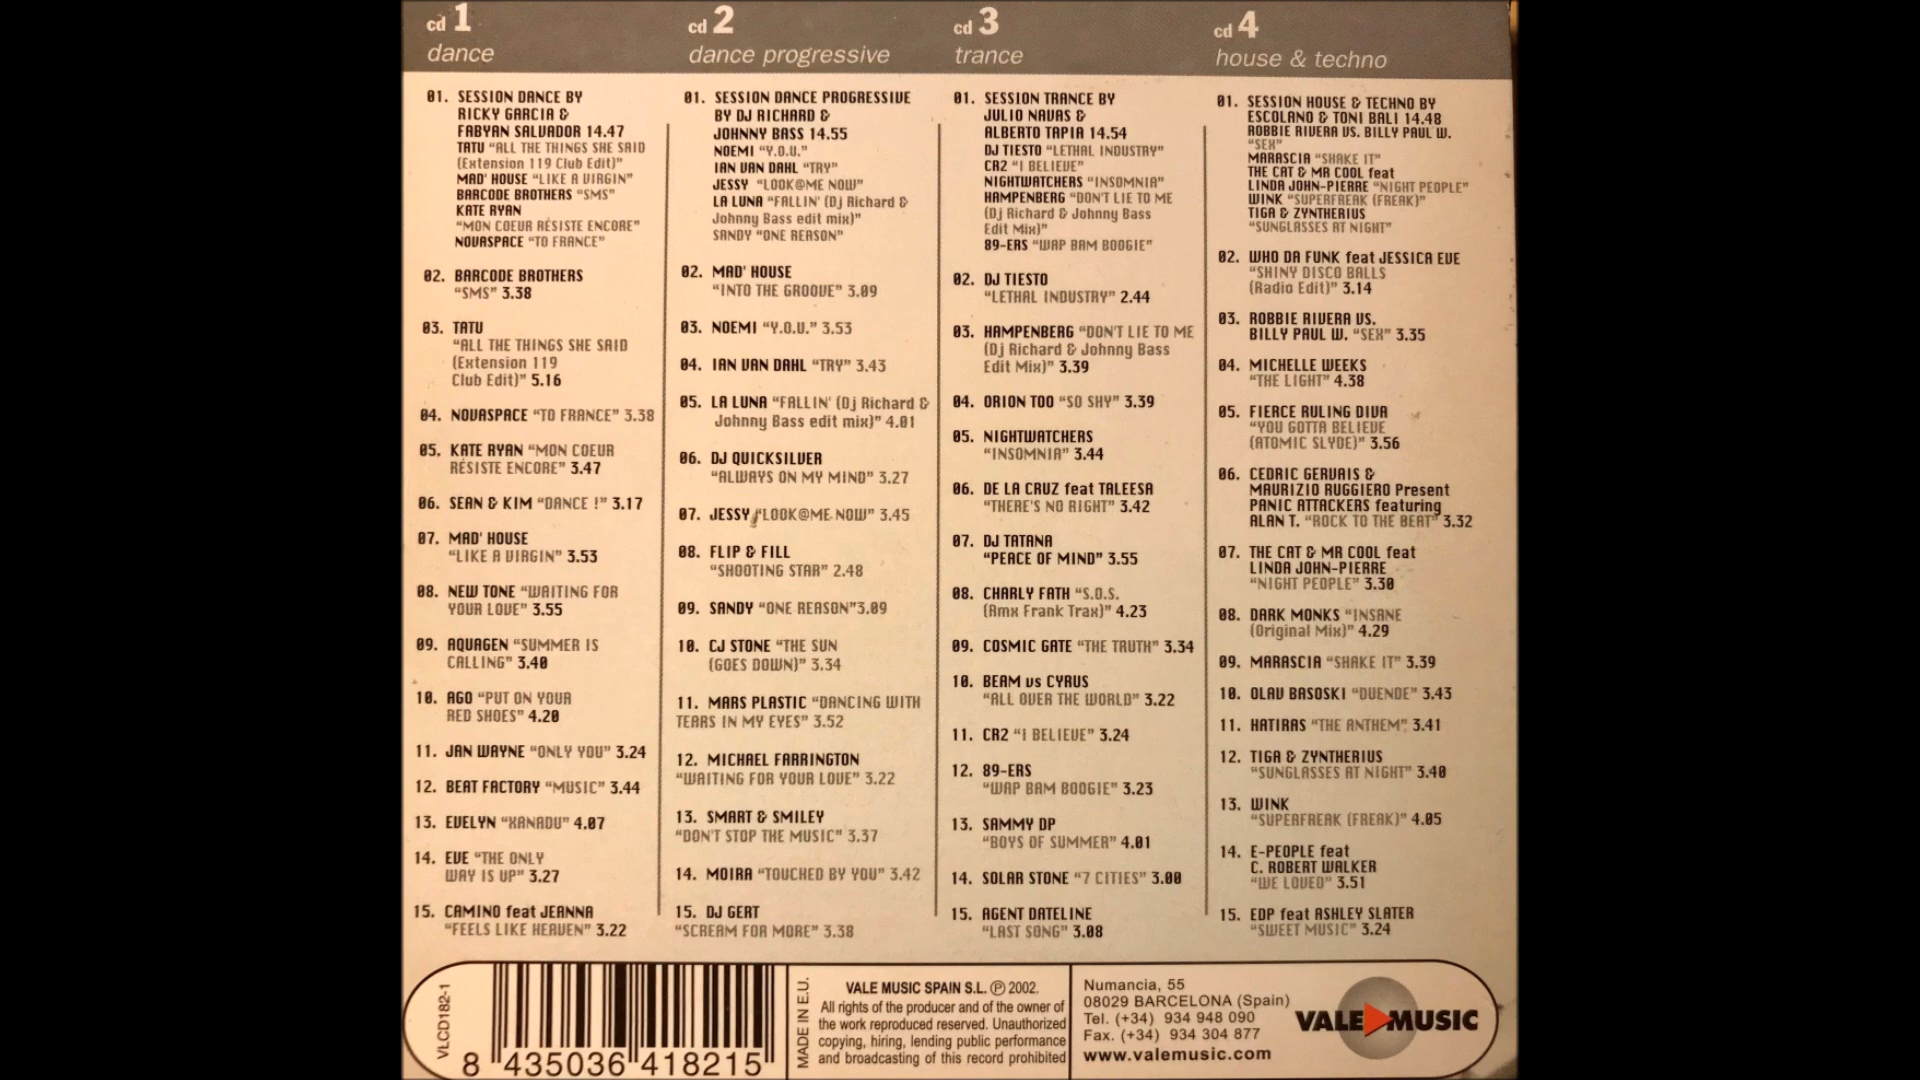 cd 1
dance
01. SESSION DANCE BY
RICKY GARCIA &
FABYAN SALVADOR 14.47
TATU “ALL THE THINGS SHE SAID
(Extension 119 Club Edit)”
MAD' HOUSE “LIKE A VIRGIN”
BARCODE BROTHERS “SMS”
KATE RYAN
“MON COEUR RÉSISTE ENCORE”
NOVASPACE “TO FRANCE”
02. BARCODE BROTHERS
“SMS” 3.38
03. TATU
“ALL THE THINGS SHE SAID
(Extension 119
Club Edit)” 5.16
04. NOVASPACE “TO FRANCE” 3.38
05. KATE RYAN “MON COEUR
RÉSISTE ENCORE” 3.47
06. SEAN & KIM “DANCE !” 3.17
07. MAD' HOUSE
“LIKE A VIRGIN” 3.53
08. NEW TONE “WAITING FOR
YOUR LOVE” 3.55
09. AQUAGEN “SUMMER IS
CALLING” 3.40
10. AGO “PUT ON YOUR
RED SHOES” 4.20
11. JAN WAYNE “ONLY YOU” 3.24
12. BEAT FACTORY “MUSIC” 3.44
13. EVELYN “XANADU” 4.07
14. EVE “THE ONLY
WAY IS UP” 3.27
15. CAMINO feat JEANNA
“FEELS LIKE HEAVEN” 3.22
cd 2
dance progressive
01. SESSION DANCE PROGRESSIVE
BY DJ RICHARD &
JOHNNY BASS 14.55
NOEMI “Y.O.U.”
IAN VAN DAHL “TRY”
JESSY “LOOK@ME NOW”
LA LUNA “FALLIN' (Dj Richard &
Johnny Bass edit mix)”
SANDY “ONE REASON”
02. MAD' HOUSE
“INTO THE GROOVE” 3.09
03. NOEMI “Y.O.U.” 3.53
04. IAN VAN DAHL “TRY” 3.43
05. LA LUNA “FALLIN' (Dj Richard &
Johnny Bass edit mix)” 4.01
06. DJ QUICKSILVER
“ALWAYS ON MY MIND” 3.27
07. JESSY “LOOK@ME NOW” 3.45
08. FLIP & FILL
“SHOOTING STAR” 2.48
09. SANDY “ONE REASON”3.09
10. CJ STONE “THE SUN
(GOES DOWN)” 3.34
11. MARS PLASTIC “DANCING WITH
TEARS IN MY EYES” 3.52
12. MICHAEL FARRINGTON
“WAITING FOR YOUR LOVE” 3.22
13. SMART & SMILEY
“DON'T STOP THE MUSIC” 3.37
14. MOIRA “TOUCHED BY YOU” 3.42
15. DJ GERT
“SCREAM FOR MORE” 3.38
cd 3
trance
01. SESSION TRANCE BY
JULIO NAVAS &
ALBERTO TAPIA 14.54
DJ TIESTO “LETHAL INDUSTRY”
CR2 “I BELIEVE”
NIGHTWATCHERS “INSOMNIA”
HAMPENBERG “DON'T LIE TO ME
(Dj Richard & Johnny Bass
Edit Mix)”
89-ERS “WAP BAM BOOGIE”
02. DJ TIESTO
“LETHAL INDUSTRY” 2.44
03. HAMPENBERG “DON'T LIE TO ME
(Dj Richard & Johnny Bass
Edit Mix)” 3.39
04. ORION TOO “SO SHY” 3.39
05. NIGHTWATCHERS
“INSOMNIA” 3.44
06. DE LA CRUZ feat TALEESA
“THERE'S NO RIGHT” 3.42
07. DJ TATANA
“PEACE OF MIND” 3.55
08. CHARLY FATH “S.O.S.
(Rmx Frank Trax)” 4.23
09. COSMIC GATE “THE TRUTH” 3.34
10. BEAM vs CYRUS
“ALL OVER THE WORLD” 3.22
11. CR2 “I BELIEVE” 3.24
12. 89-ERS
“WAP BAM BOOGIE” 3.23
13. SAMMY DP
“BOYS OF SUMMER” 4.01
14. SOLAR STONE “7 CITIES” 3.00
15. AGENT DATELINE
“LAST SONG” 3.08
cd 4
house & techno
01. SESSION HOUSE & TECHNO BY
ESCOLANO & TONI BALI 14.48
ROBBIE RIVERA VS. BILLY PAUL W.
“SEX”
MARASCIA “SHAKE IT”
THE CAT & MR COOL feat
LINDA JOHN-PIERRE “NIGHT PEOPLE”
WINK “SUPERFREAK (FREAK)”
TIGA & ZYNTHERIUS
“SUNGLASSES AT NIGHT”
02. WHO DA FUNK feat JESSICA EVE
“SHINY DISCO BALLS
(Radio Edit)” 3.14
03. ROBBIE RIVERA VS.
BILLY PAUL W. “SEX” 3.35
04. MICHELLE WEEKS
“THE LIGHT” 4.38
05. FIERCE RULING DIVA
“YOU GOTTA BELIEVE
(ATOMIC SLYDE)” 3.56
06. CEDRIC GERVAIS &
MAURIZIO RUGGIERO Present
PANIC ATTACKERS featuring
ALAN T. “ROCK TO THE BEAT” 3.32
07. THE CAT & MR COOL feat
LINDA JOHN-PIERRE
“NIGHT PEOPLE” 3.30
08. DARK MONKS “INSANE
(Original Mix)” 4.29
09. MARASCIA “SHAKE IT” 3.39
10. OLAV BASOSKI “DUENDE” 3.43
11. HATIRAS “THE ANTHEM” 3.41
12. TIGA & ZYNTHERIUS
“SUNGLASSES AT NIGHT” 3.40
13. WINK
“SUPERFREAK (FREAK)” 4.05
14. E-PEOPLE feat
C. ROBERT WALKER
“WE LOVED” 3.51
15. EDP feat ASHLEY SLATER
“SWEET MUSIC” 3.24
VLCD182-1
8 435036 418215
MADE IN E.U.
VALE MUSIC SPAIN S.L. ℗ 2002.
All rights of the producer and of the owner of
the work reproduced reserved. Unauthorized
copying, hiring, lending public performance
and broadcasting of this record prohibited
Numancia, 55
08029 BARCELONA (Spain)
Tel. (+34) 934 948 090
Fax. (+34) 934 304 877
www.valemusic.com
VALE MUSIC